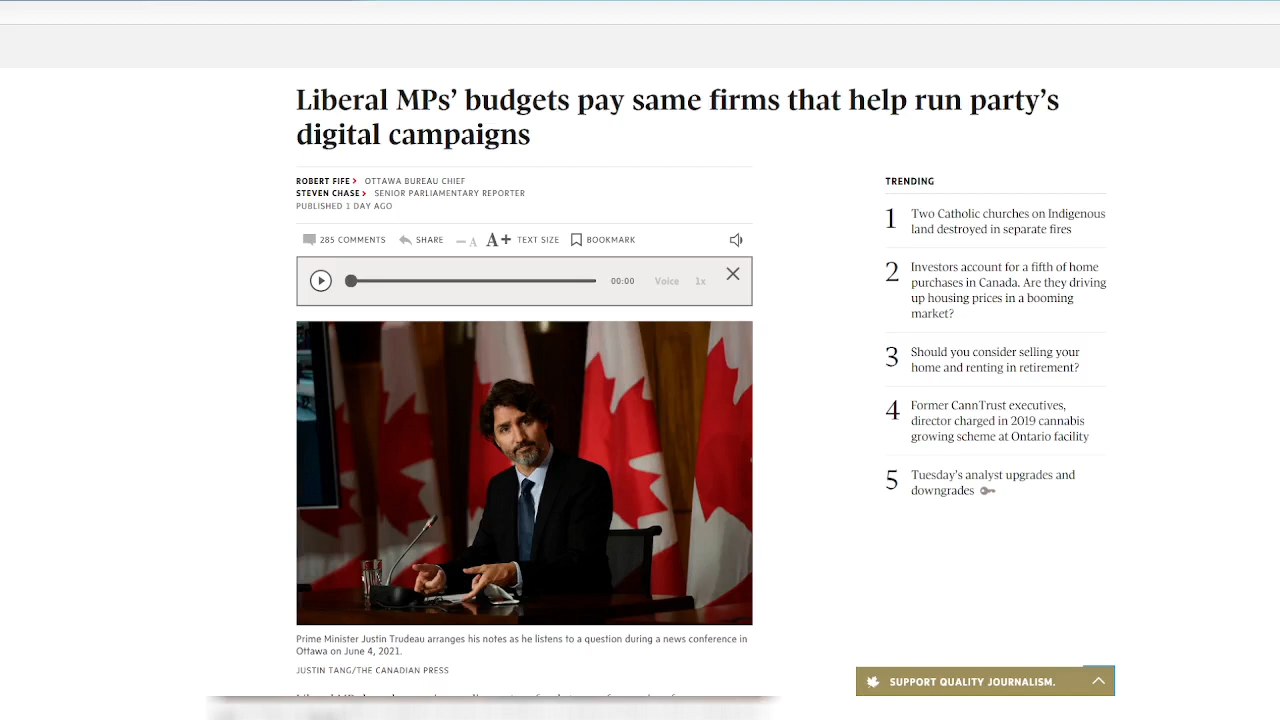 Liberal MPs' budgets pay same firms that help run party's
digital campaigns
ROBERT FIFE > OTTAWA BUREAU CHIEF
STEVEN CHASE > SENIOR PARLIAMENTARY REPORTER
PUBLISHED 1 DAY AGO
285 COMMENTS SHARE – A A+ TEXT SIZE BOOKMARK
00:00 Voice 1x
Prime Minister Justin Trudeau arranges his notes as he listens to a question during a news conference in
Ottawa on June 4, 2021.
JUSTIN TANG/THE CANADIAN PRESS
TRENDING
1 Two Catholic churches on Indigenous
land destroyed in separate fires
2 Investors account for a fifth of home
purchases in Canada. Are they driving
up housing prices in a booming
market?
3 Should you consider selling your
home and renting in retirement?
4 Former CannTrust executives,
director charged in 2019 cannabis
growing scheme at Ontario facility
5 Tuesday's analyst upgrades and
downgrades
SUPPORT QUALITY JOURNALISM.